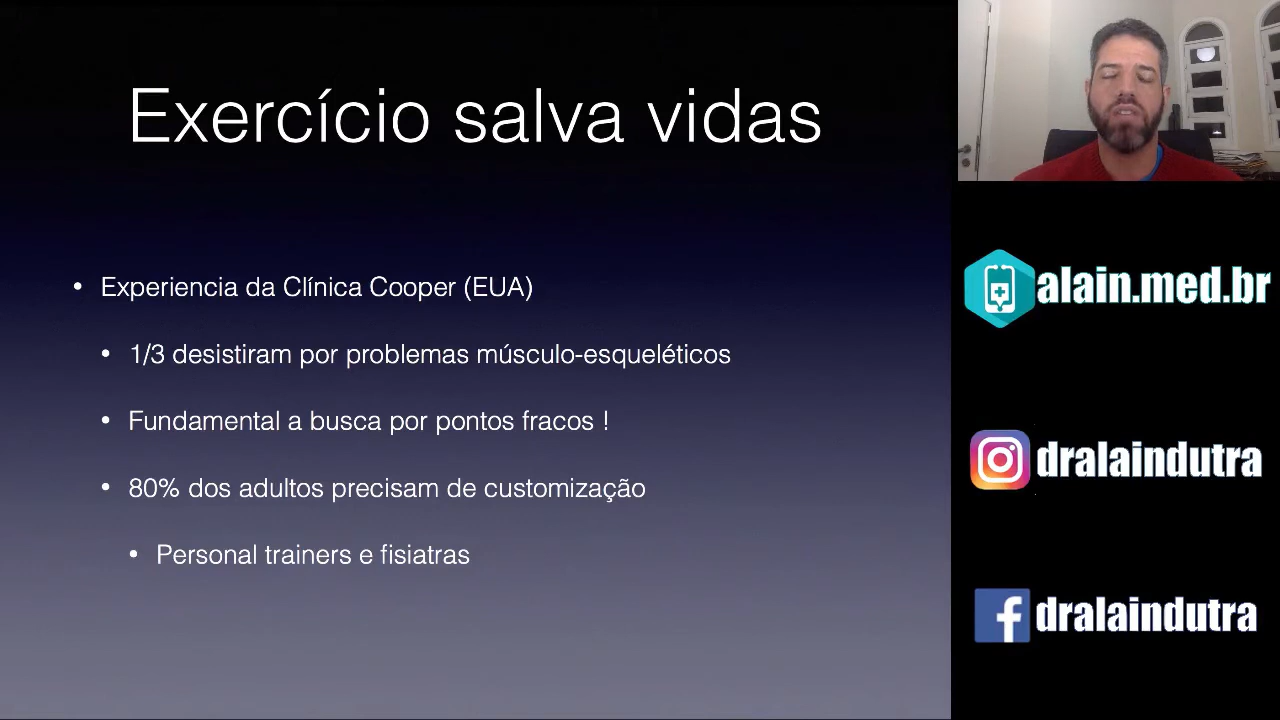 Exercício salva vidas
• Experiencia da Clínica Cooper (EUA)
• 1/3 desistiram por problemas músculo-esqueléticos
• Fundamental a busca por pontos fracos !
• 80% dos adultos precisam de customização
• Personal trainers e fisiatras
alain.med.br
dralaindutra
dralaindutra